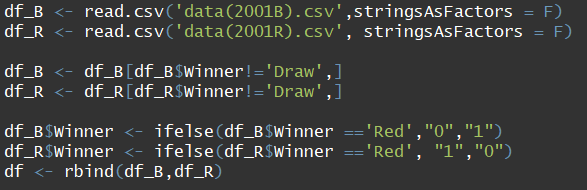 df_B <- read.csv('data(2001B).csv',stringsAsFactors = F)
df_R <- read.csv('data(2001R).csv', stringsAsFactors = F)
df_B <- df_B[df_B$Winner!='Draw',]
df_R <- df_R[df_R$Winner!='Draw',]
df_B$Winner <- ifelse(df_B$Winner =='Red',"0","1")
df_R$Winner <- ifelse(df_R$Winner =='Red', "1","0")
df <- rbind(df_B,df_R)